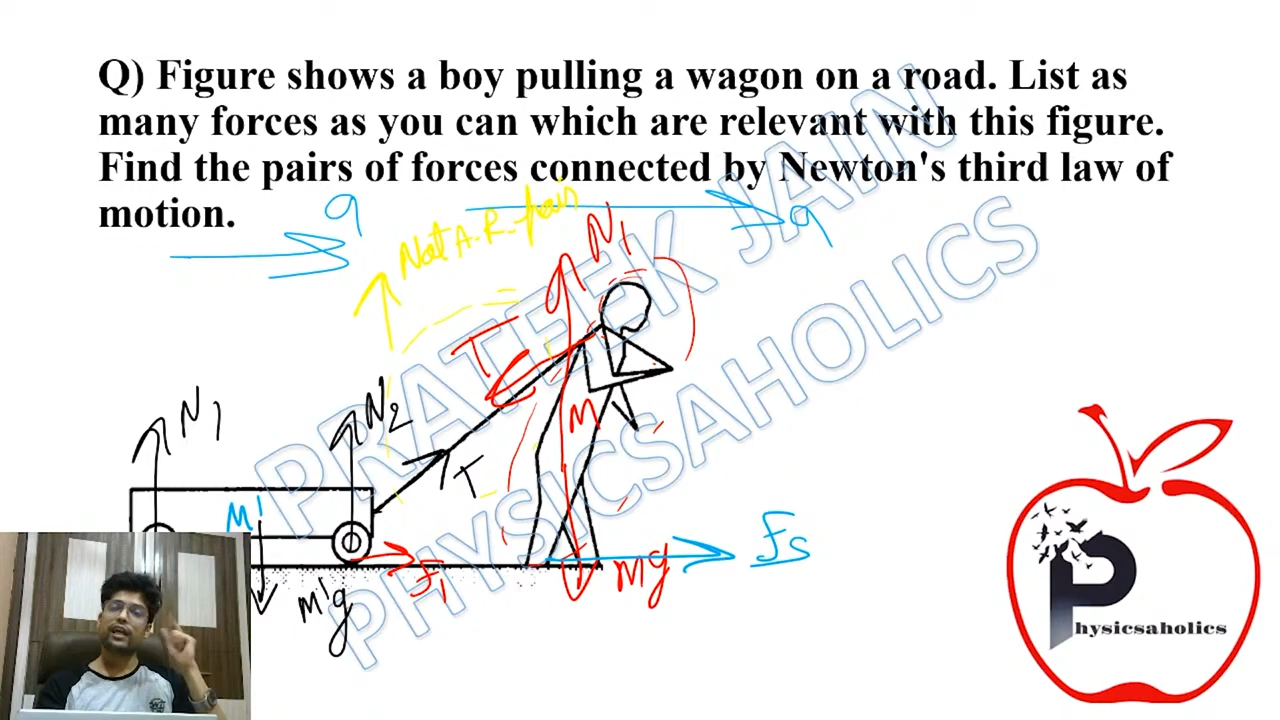 Q) Figure shows a boy pulling a wagon on a road. List as
many forces as you can which are relevant with this figure.
Find the pairs of forces connected by Newton's third law of
motion.
a
a
Not A-R-pair
N1
T
N1
N2
M
T
M'
fs
f1
Mg
M'g
PRATEEK JAIN
PHYSICSAHOLICS
Physicsaholics